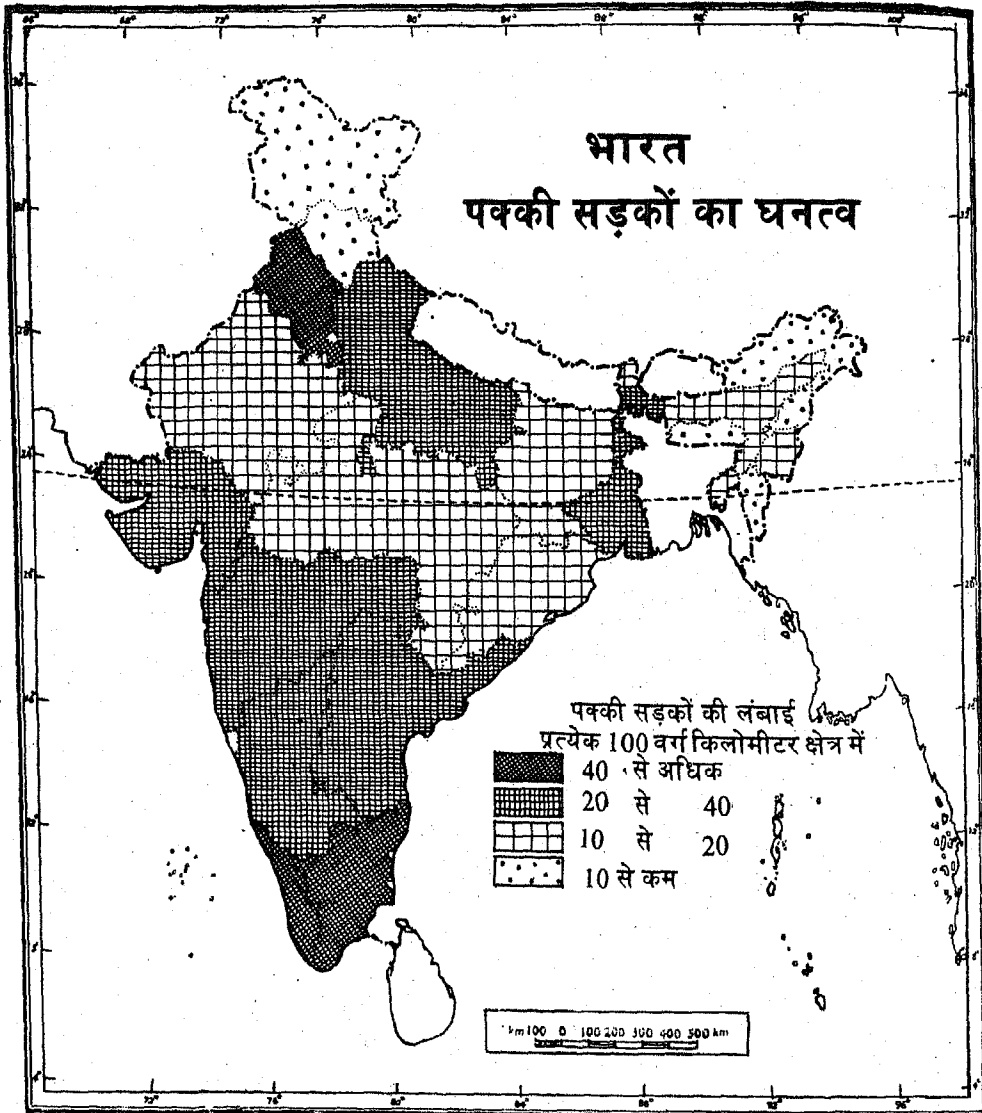 भारत
पक्की सड़कों का घनत्व
पक्की सड़कों की लंबाई
प्रत्येक 100 वर्ग किलोमीटर क्षेत्र में
40 से अधिक
20 से 40
10 से 20
10 से कम
km 100 0 100 200 300 400 500 km